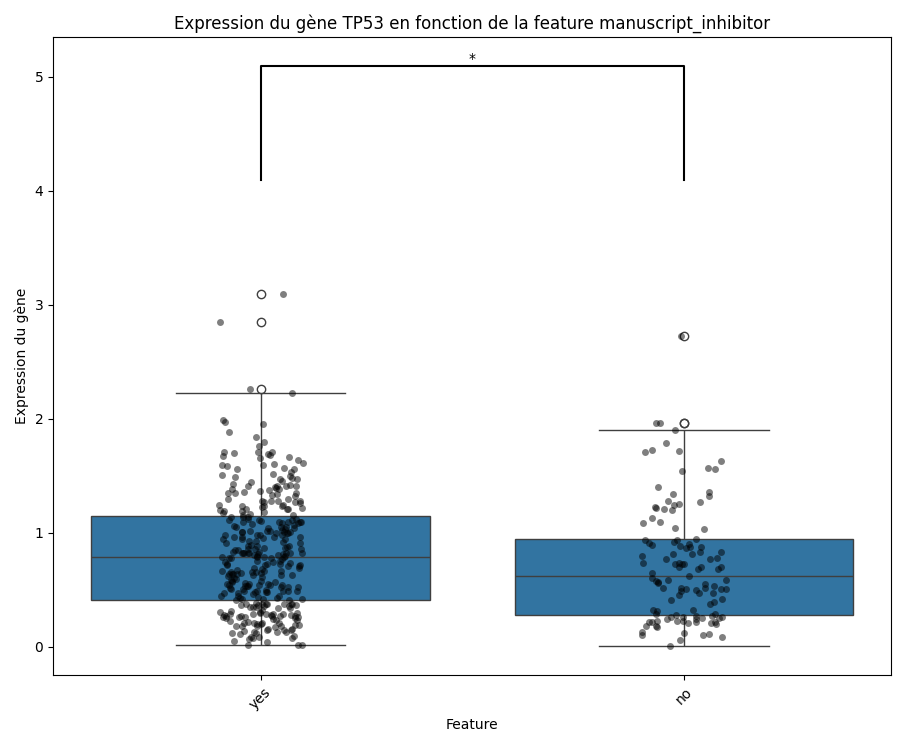 Expression du gène TP53 en fonction de la feature manuscript_inhibitor
*
5
4
3
2
1
0
Expression du gène
yes
no
Feature